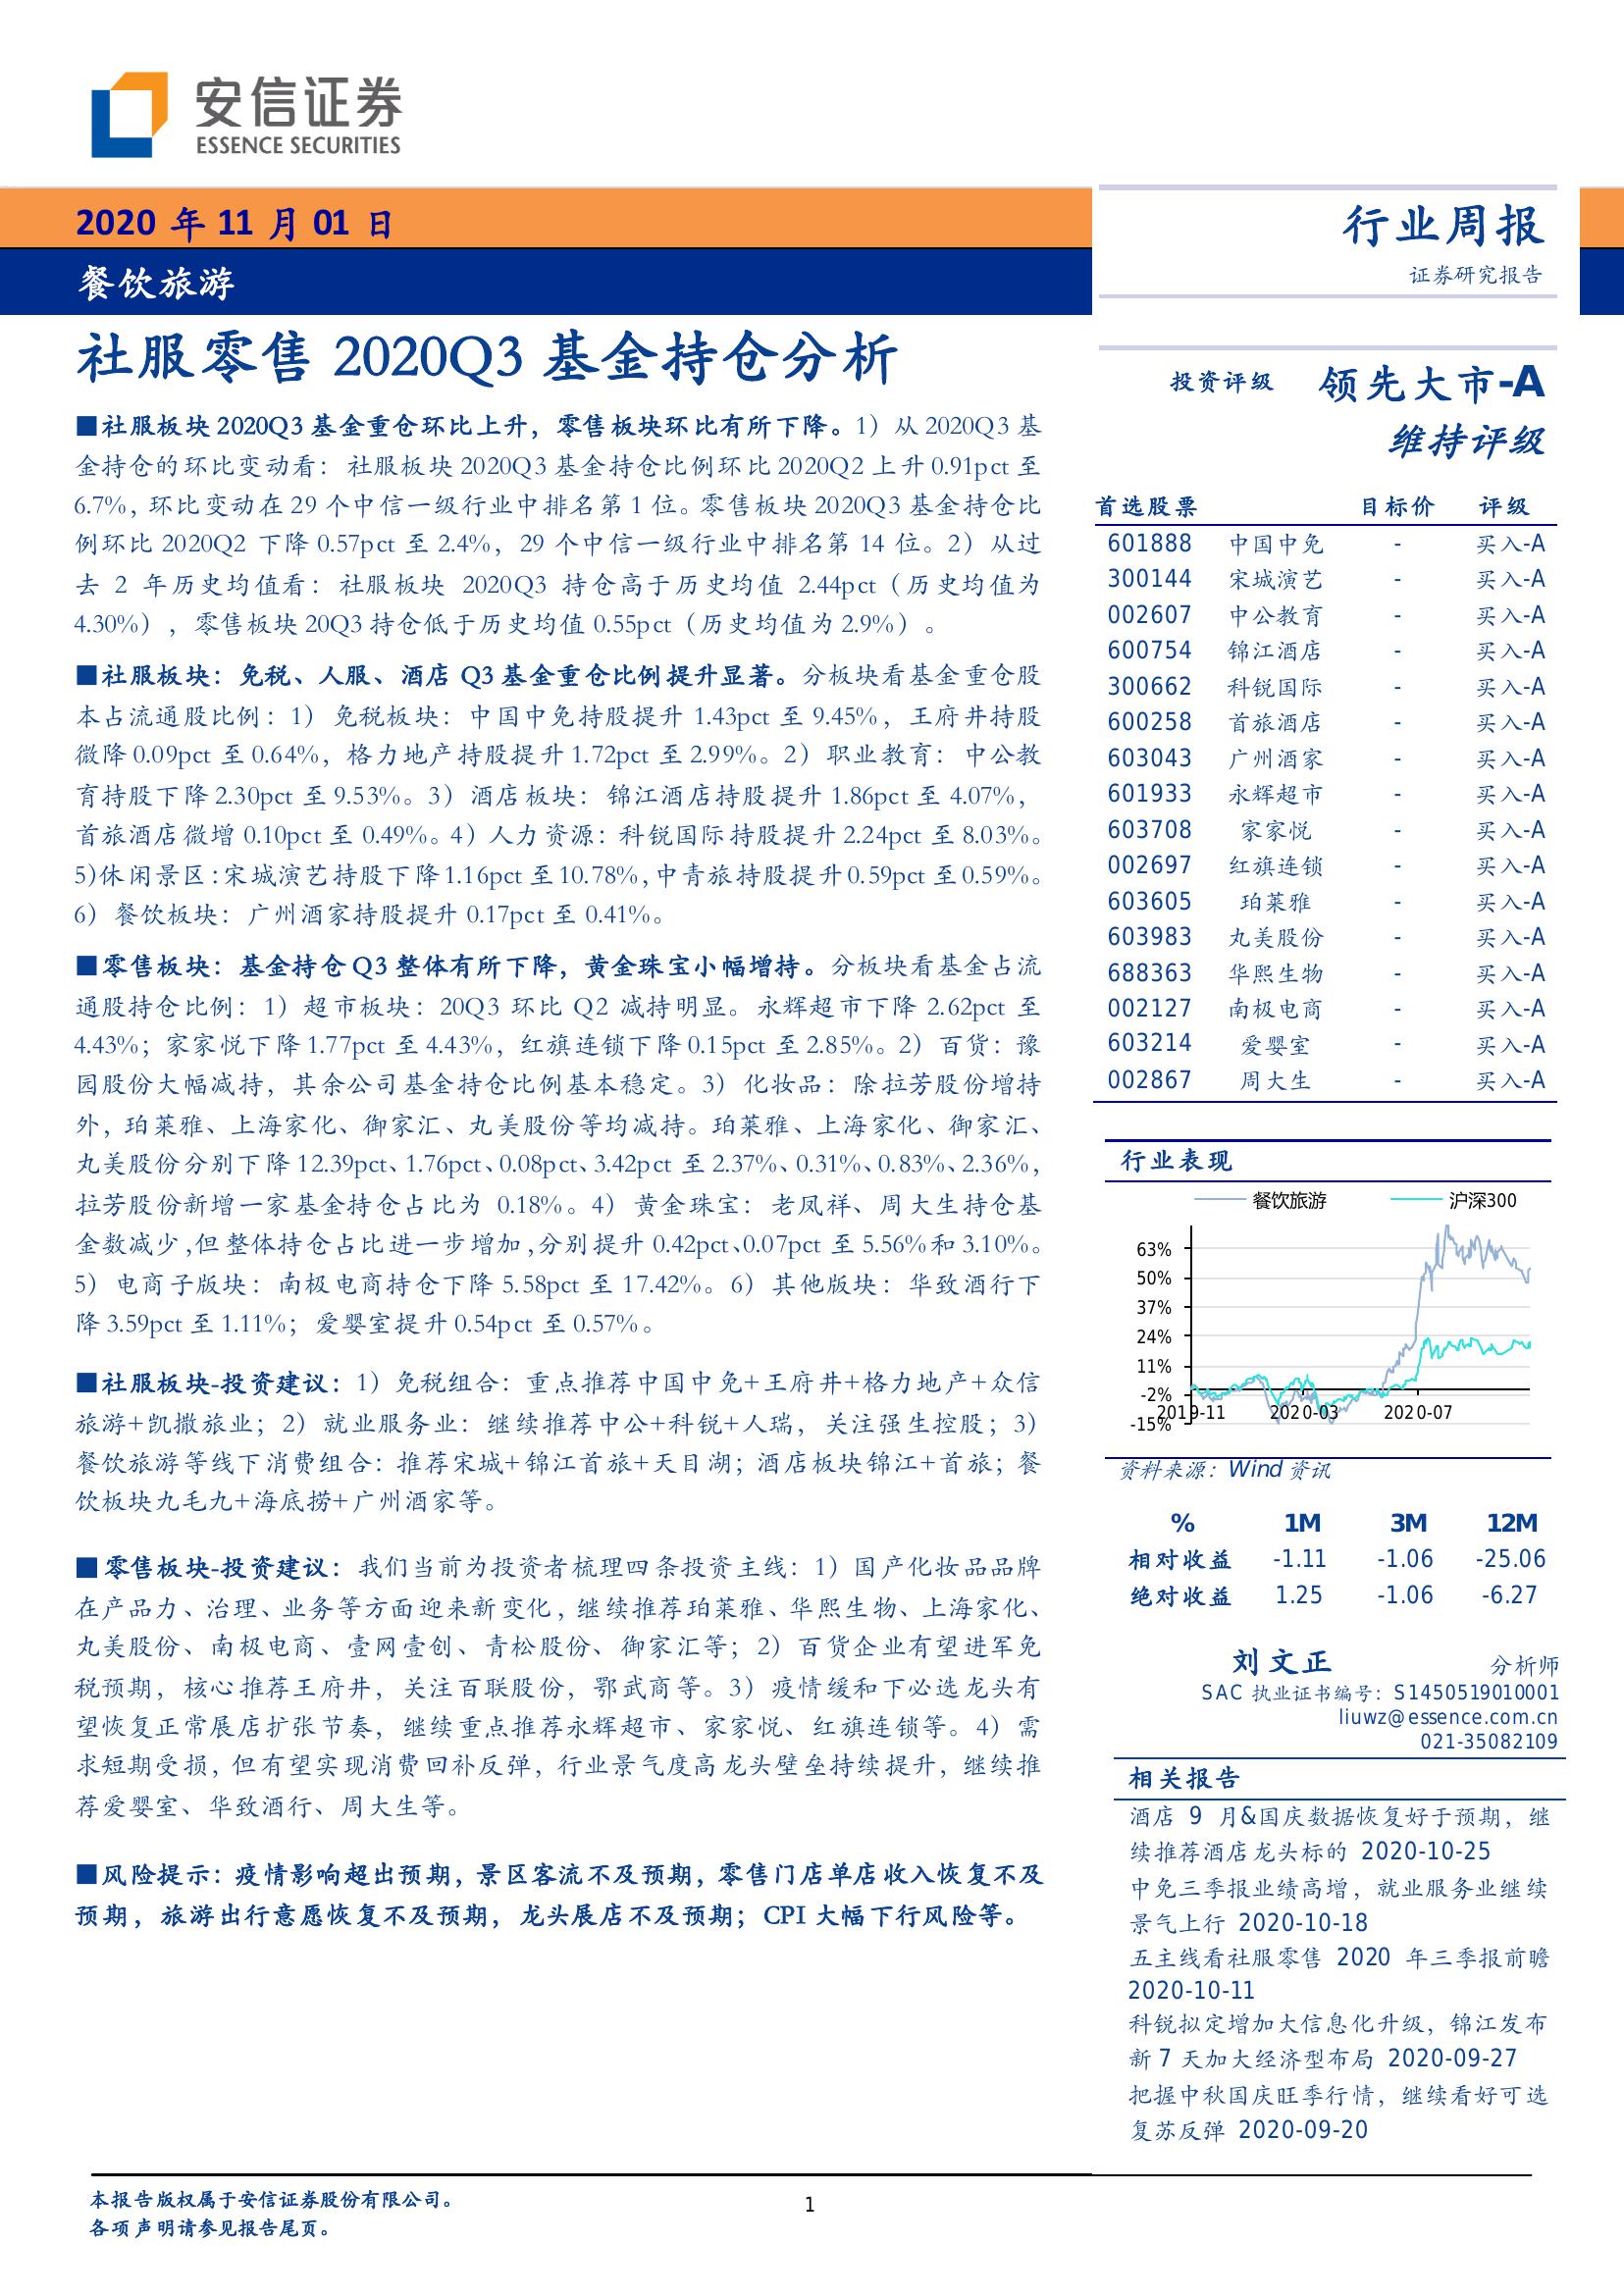 安信证券
ESSENCE SECURITIES
2020 年 11 月 01 日
餐饮旅游
社服零售 2020Q3 基金持仓分析
■社服板块 2020Q3 基金重仓环比上升，零售板块环比有所下降。1）从 2020Q3 基
金持仓的环比变动看：社服板块 2020Q3 基金持仓比例环比 2020Q2 上升 0.91pct 至
6.7%，环比变动在 29 个中信一级行业中排名第 1 位。零售板块 2020Q3 基金持仓比
例环比 2020Q2 下降 0.57pct 至 2.4%，29 个中信一级行业中排名第 14 位。2）从过
去 2 年历史均值看：社服板块 2020Q3 持仓高于历史均值 2.44pct（历史均值为
4.30%），零售板块 20Q3 持仓低于历史均值 0.55pct（历史均值为 2.9%）。
■社服板块：免税、人服、酒店 Q3 基金重仓比例提升显著。分板块看基金重仓股
本占流通股比例：1）免税板块：中国中免持股提升 1.43pct 至 9.45%，王府井持股
微降 0.09pct 至 0.64%，格力地产持股提升 1.72pct 至 2.99%。2）职业教育：中公教
育持股下降 2.30pct 至 9.53%。3）酒店板块：锦江酒店持股提升 1.86pct 至 4.07%，
首旅酒店微增 0.10pct 至 0.49%。4）人力资源：科锐国际持股提升 2.24pct 至 8.03%。
5)休闲景区：宋城演艺持股下降 1.16pct 至 10.78%，中青旅持股提升 0.59pct 至 0.59%。
6）餐饮板块：广州酒家持股提升 0.17pct 至 0.41%。
■零售板块：基金持仓 Q3 整体有所下降，黄金珠宝小幅增持。分板块看基金占流
通股持仓比例：1）超市板块：20Q3 环比 Q2 减持明显。永辉超市下降 2.62pct 至
4.43%；家家悦下降 1.77pct 至 4.43%，红旗连锁下降 0.15pct 至 2.85%。2）百货：豫
园股份大幅减持，其余公司基金持仓比例基本稳定。3）化妆品：除拉芳股份增持
外，珀莱雅、上海家化、御家汇、丸美股份等均减持。珀莱雅、上海家化、御家汇、
丸美股份分别下降 12.39pct、1.76pct、0.08pct、3.42pct 至 2.37%、0.31%、0.83%、2.36%，
拉芳股份新增一家基金持仓占比为 0.18%。4）黄金珠宝：老凤祥、周大生持仓基
金数减少，但整体持仓占比进一步增加，分别提升 0.42pct、0.07pct 至 5.56%和 3.10%。
5）电商子版块：南极电商持仓下降 5.58pct 至 17.42%。6）其他版块：华致酒行下
降 3.59pct 至 1.11%；爱婴室提升 0.54pct 至 0.57%。
■社服板块-投资建议：1）免税组合：重点推荐中国中免+王府井+格力地产+众信
旅游+凯撒旅业；2）就业服务业：继续推荐中公+科锐+人瑞，关注强生控股；3）
餐饮旅游等线下消费组合：推荐宋城+锦江首旅+天目湖；酒店板块锦江+首旅；餐
饮板块九毛九+海底捞+广州酒家等。
■零售板块-投资建议：我们当前为投资者梳理四条投资主线：1）国产化妆品品牌
在产品力、治理、业务等方面迎来新变化，继续推荐珀莱雅、华熙生物、上海家化、
丸美股份、南极电商、壹网壹创、青松股份、御家汇等；2）百货企业有望进军免
税预期，核心推荐王府井，关注百联股份，鄂武商等。3）疫情缓和下必选龙头有
望恢复正常展店扩张节奏，继续重点推荐永辉超市、家家悦、红旗连锁等。4）需
求短期受损，但有望实现消费回补反弹，行业景气度高龙头壁垒持续提升，继续推
荐爱婴室、华致酒行、周大生等。
■风险提示：疫情影响超出预期，景区客流不及预期，零售门店单店收入恢复不及
预期，旅游出行意愿恢复不及预期，龙头展店不及预期；CPI 大幅下行风险等。
行业周报
证券研究报告
投资评级 领先大市-A
维持评级
首选股票 目标价 评级
601888 中国中免 - 买入-A
300144 宋城演艺 - 买入-A
002607 中公教育 - 买入-A
600754 锦江酒店 - 买入-A
300662 科锐国际 - 买入-A
600258 首旅酒店 - 买入-A
603043 广州酒家 - 买入-A
601933 永辉超市 - 买入-A
603708 家家悦 - 买入-A
002697 红旗连锁 - 买入-A
603605 珀莱雅 - 买入-A
603983 丸美股份 - 买入-A
688363 华熙生物 - 买入-A
002127 南极电商 - 买入-A
603214 爱婴室 - 买入-A
002867 周大生 - 买入-A
行业表现
餐饮旅游 沪深300
63%
50%
37%
24%
11%
-2%
-15%
2019-11 2020-03 2020-07
资料来源：Wind 资讯
% 1M 3M 12M
相对收益 -1.11 -1.06 -25.06
绝对收益 1.25 -1.06 -6.27
刘文正 分析师
SAC 执业证书编号：S1450519010001
liuwz@essence.com.cn
021-35082109
相关报告
酒店 9 月&国庆数据恢复好于预期，继
续推荐酒店龙头标的 2020-10-25
中免三季报业绩高增，就业服务业继续
景气上行 2020-10-18
五主线看社服零售 2020 年三季报前瞻
2020-10-11
科锐拟定增加大信息化升级，锦江发布
新 7 天加大经济型布局 2020-09-27
把握中秋国庆旺季行情，继续看好可选
复苏反弹 2020-09-20
本报告版权属于安信证券股份有限公司。
各项声明请参见报告尾页。
1